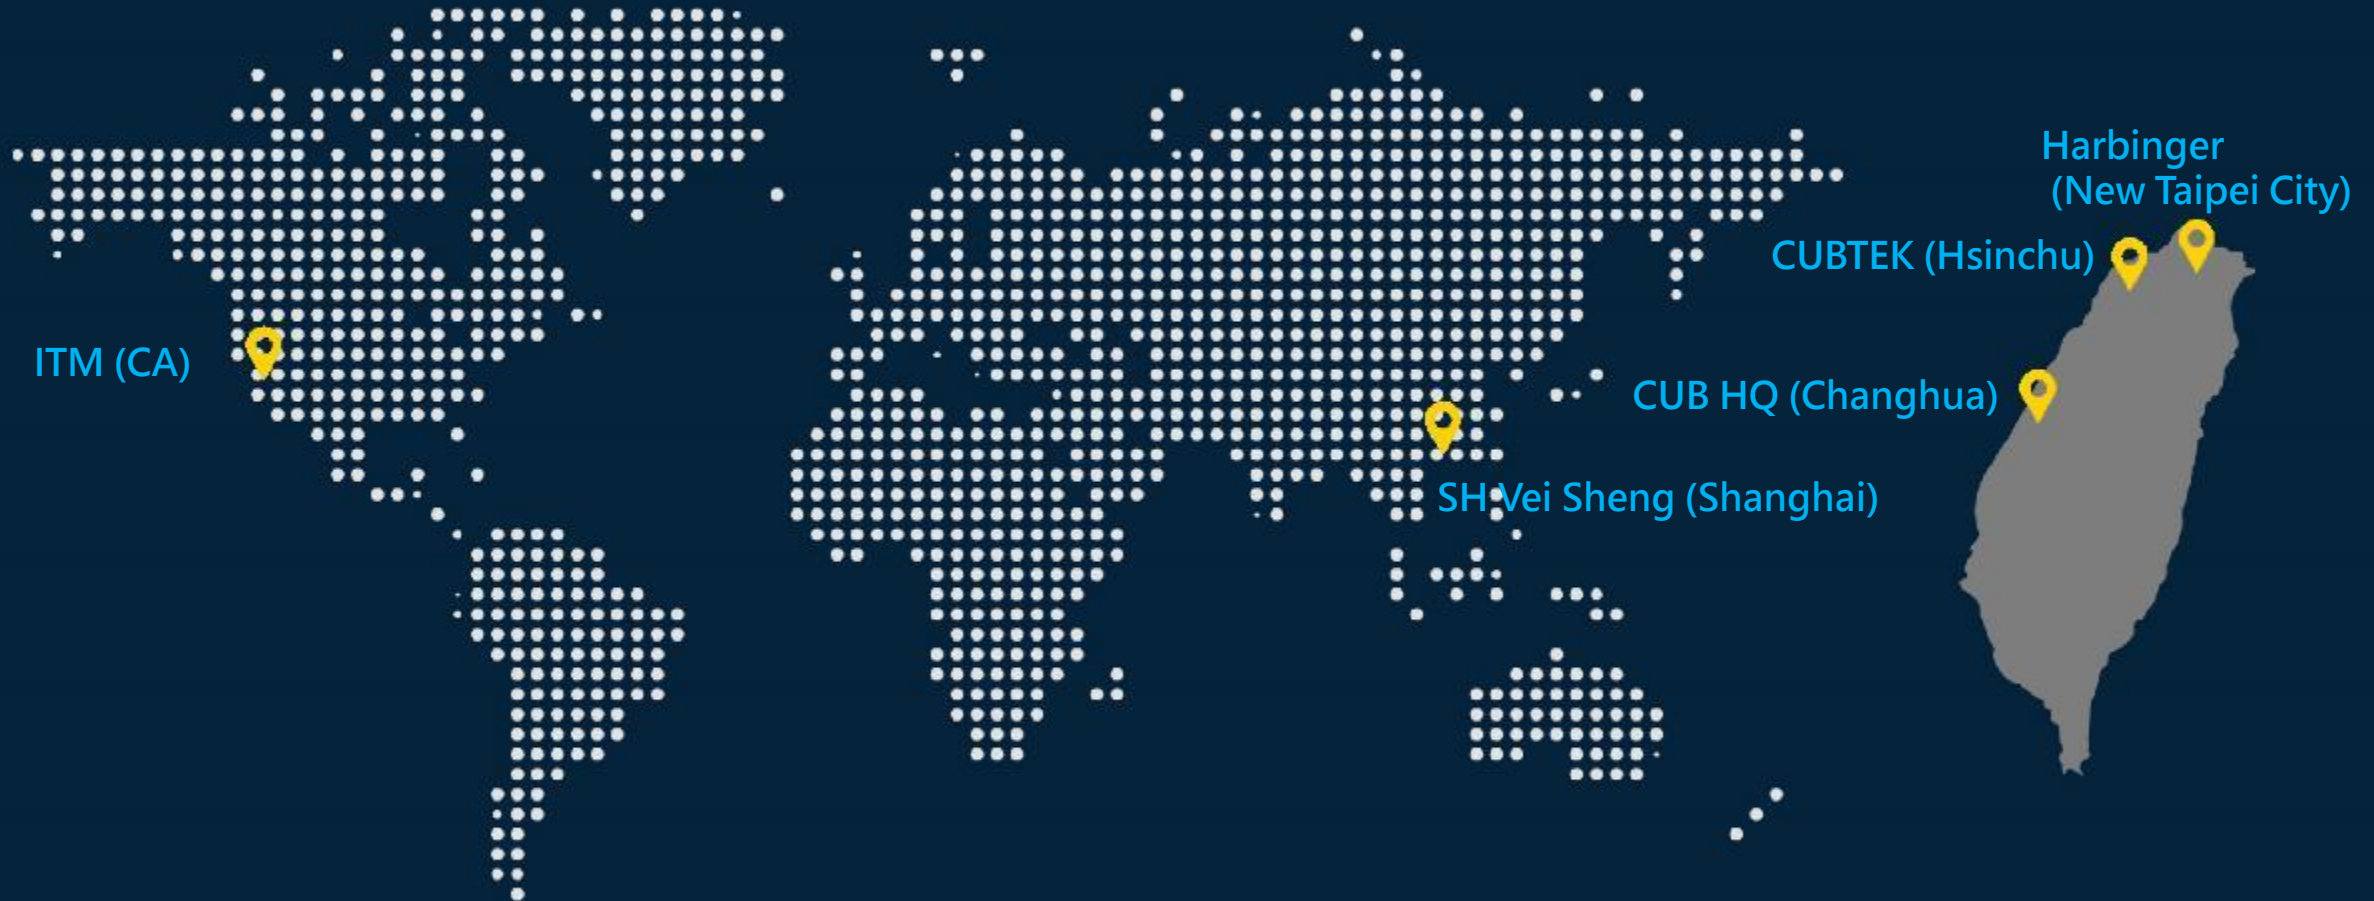 Harbinger
(New Taipei City)
CUBTEK (Hsinchu)
ITM (CA)
CUB HQ (Changhua)
SH Vei Sheng (Shanghai)